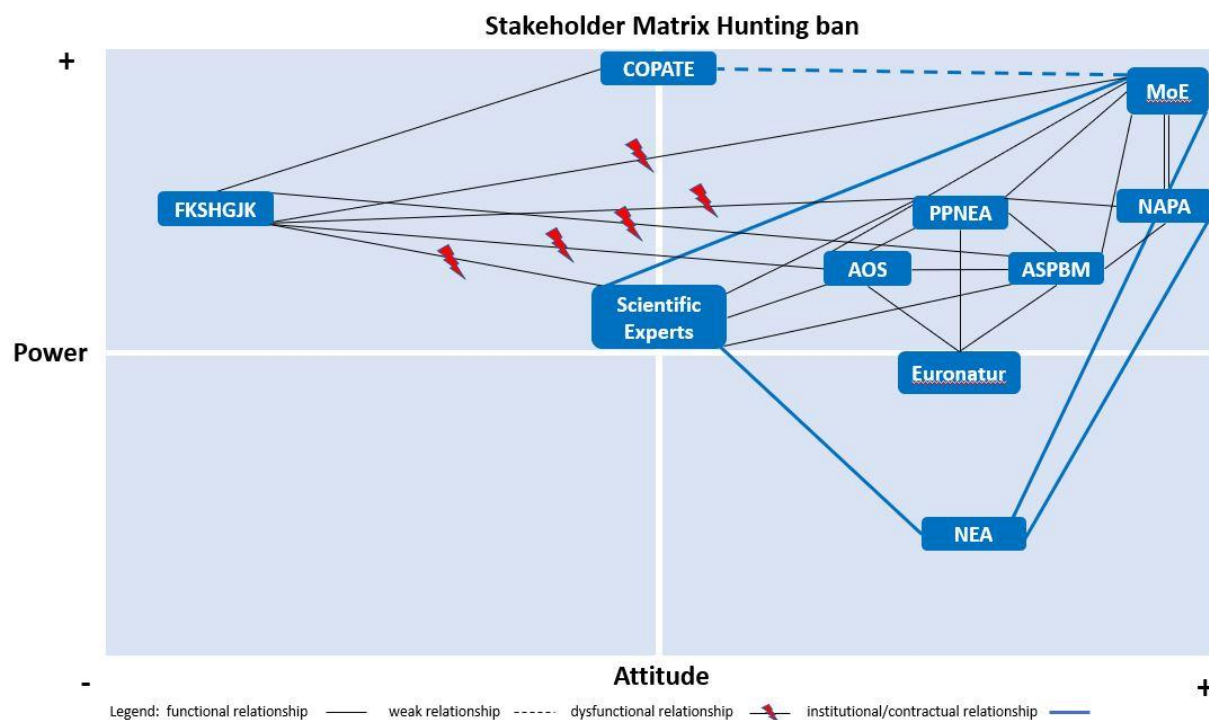 Stakeholder Matrix Hunting ban
+
COPATE
MoE
FKSHGJK
PPNEA
NAPA
AOS
ASPBM
Scientific
Experts
Power
Euronatur
NEA
-
Attitude
+
Legend: functional relationship weak relationship dysfunctional relationship institutional/contractual relationship